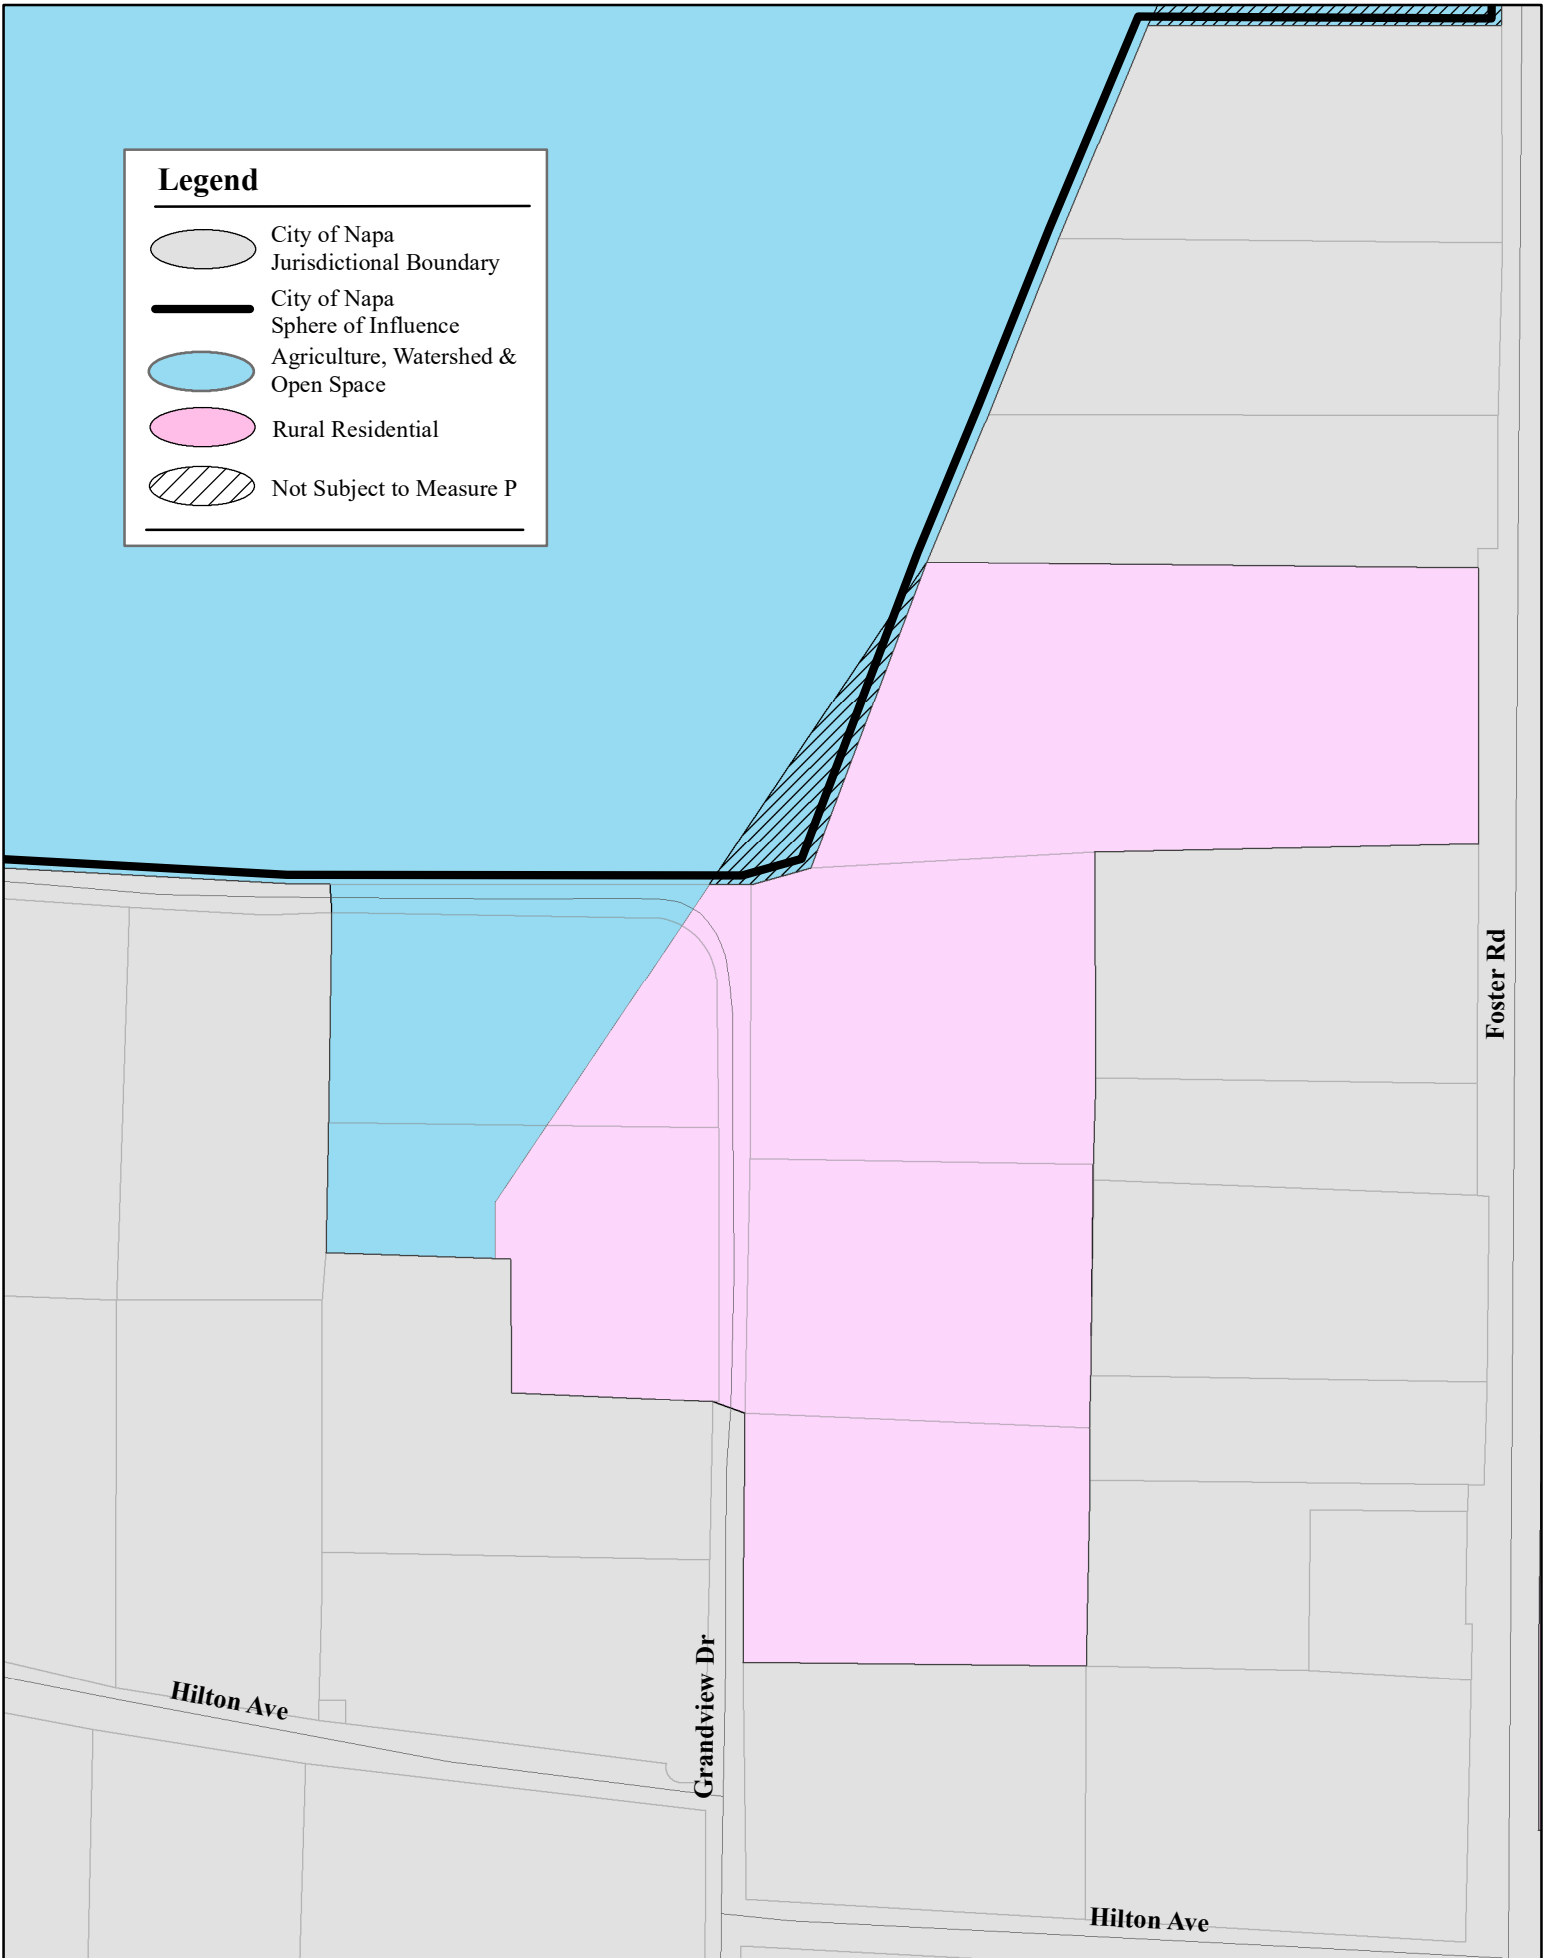 Legend
City of Napa
Jurisdictional Boundary
City of Napa
Sphere of Influence
Agriculture, Watershed &
Open Space
Rural Residential
Not Subject to Measure P
Foster Rd
Grandview Dr
Hilton Ave
Hilton Ave